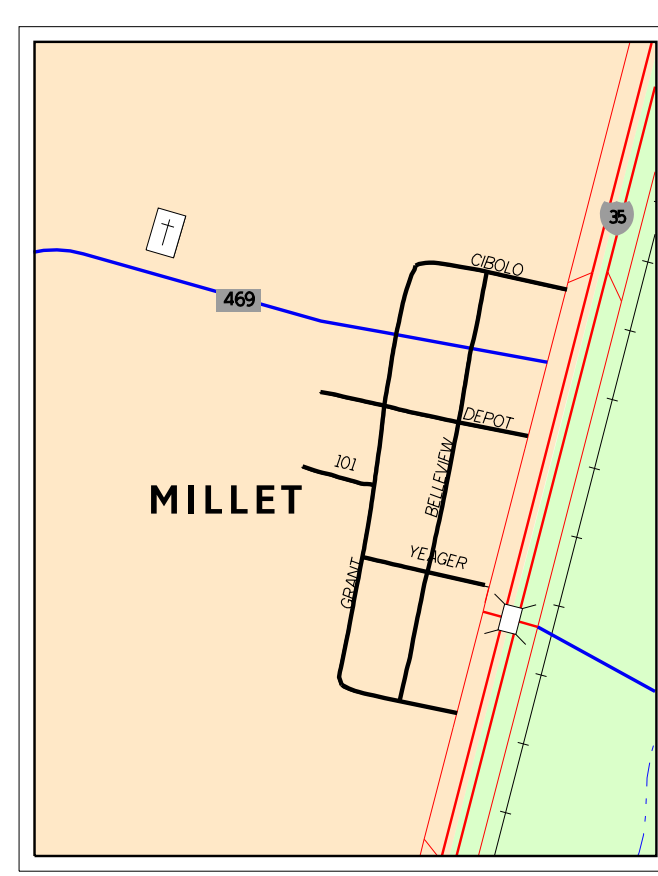 35
CIBOLO
469
DEPOT
BELLEVIEW
101
MILLET
YEAGER
GRANT